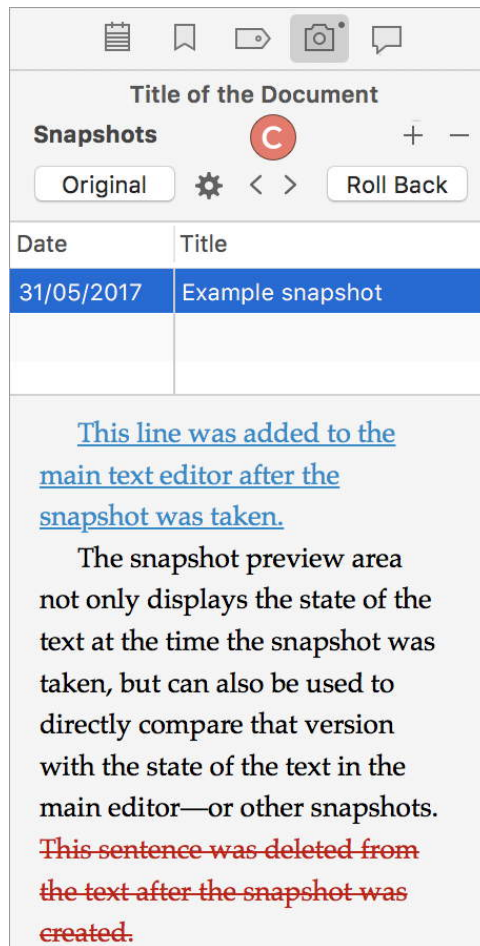 Title of the Document
Snapshots
C
+ −
Original
< >
Roll Back
Date Title
31/05/2017 Example snapshot
This line was added to the
main text editor after the
snapshot was taken.
The snapshot preview area
not only displays the state of the
text at the time the snapshot was
taken, but can also be used to
directly compare that version
with the state of the text in the
main editor—or other snapshots.
This sentence was deleted from
the text after the snapshot was
created.